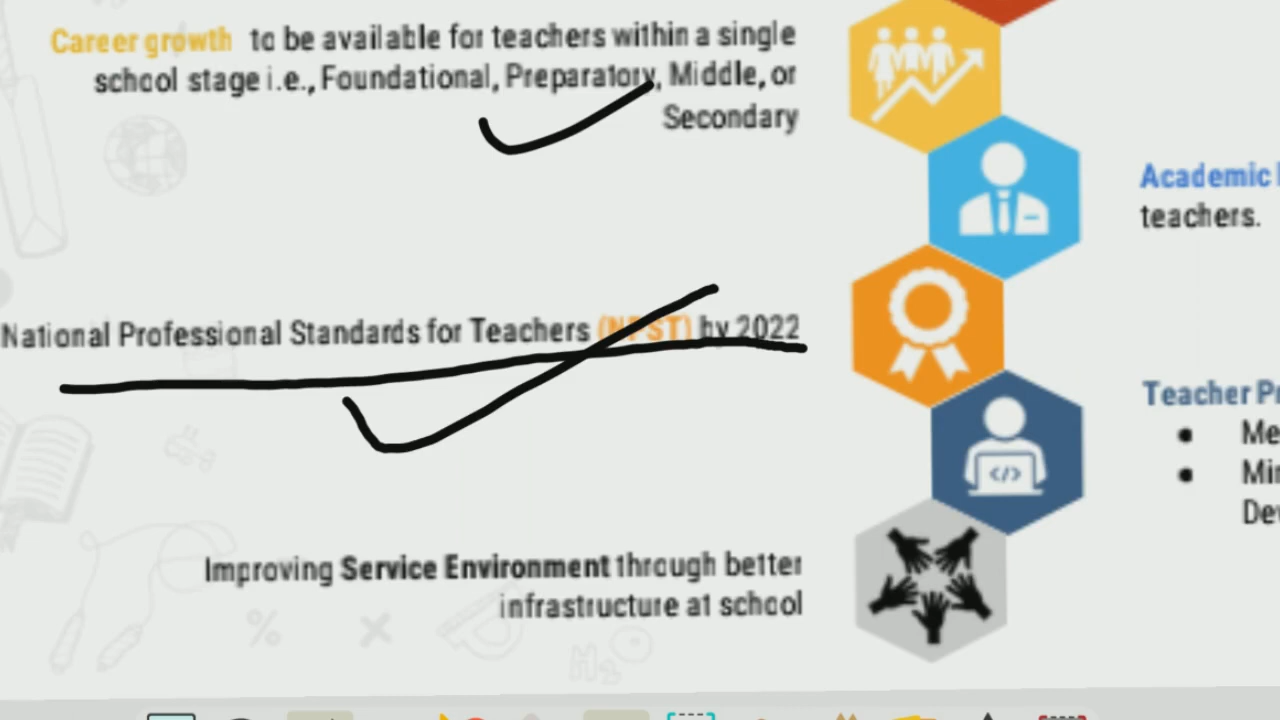 Career growth to be available for teachers within a single
school stage i.e., Foundational, Preparatory, Middle, or
Secondary
Academic
teachers.
National Professional Standards for Teachers (NPST) by 2022
Teacher
Improving Service Environment through better
infrastructure at school